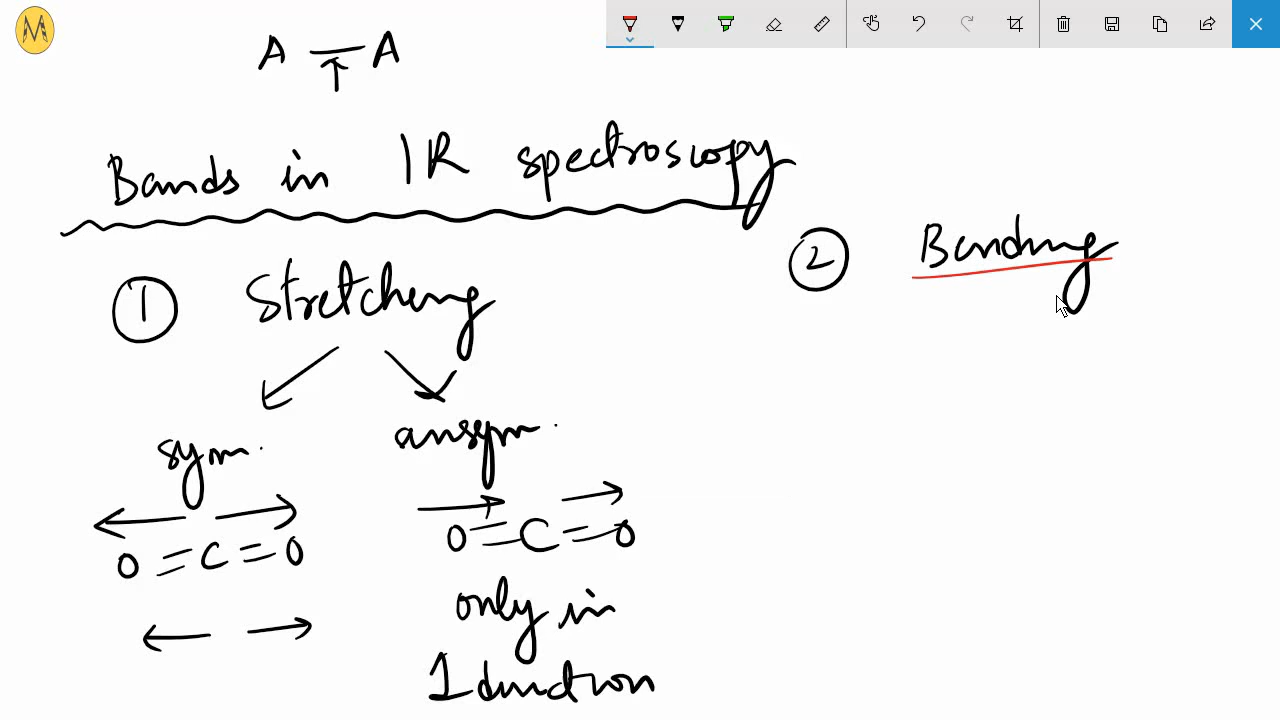 M
A — A
Bands in IR spectroscopy
① Stretching
② Bending
sym.
ansym.
O=C=O
O=C=O
only in
1 direction